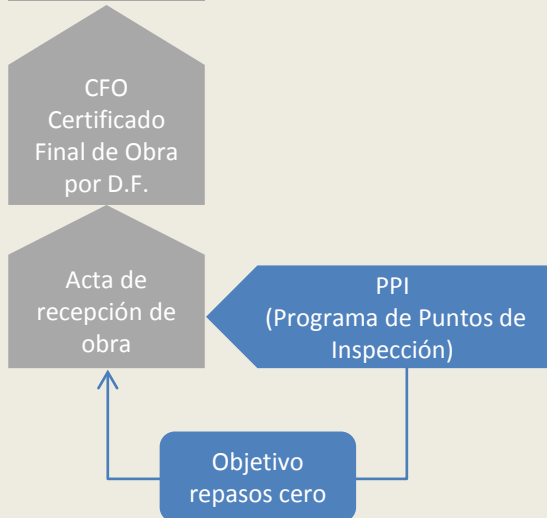 CFO
Certificado
Final de Obra
por D.F.
Acta de
recepción de
obra
PPI
(Programa de Puntos de
Inspección)
Objetivo
repasos cero